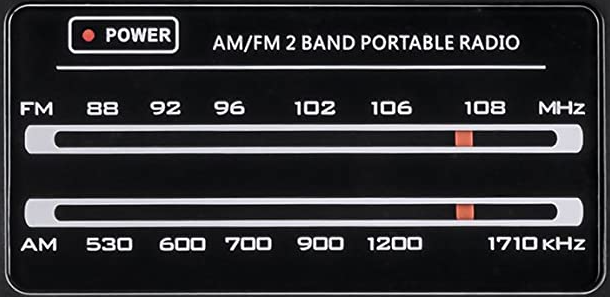 POWER
AM/FM 2 BAND PORTABLE RADIO
FM 88 92 96 102 106 108 MHz
AM 530 600 700 900 1200 1710 KHz